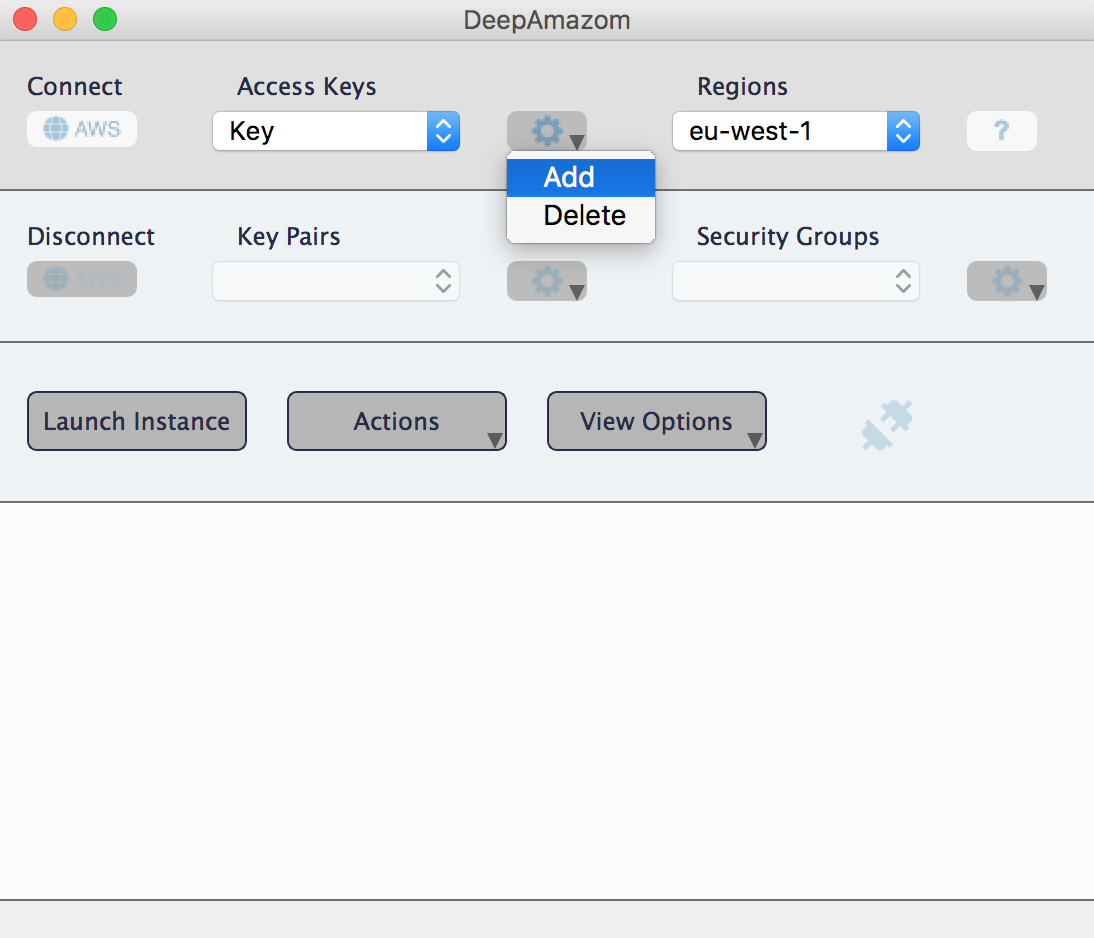 DeepAmazom
Connect
Access Keys
Regions
AWS
Key
eu-west-1
?
Add
Delete
Disconnect
Key Pairs
Security Groups
AWS
Launch Instance
Actions
View Options